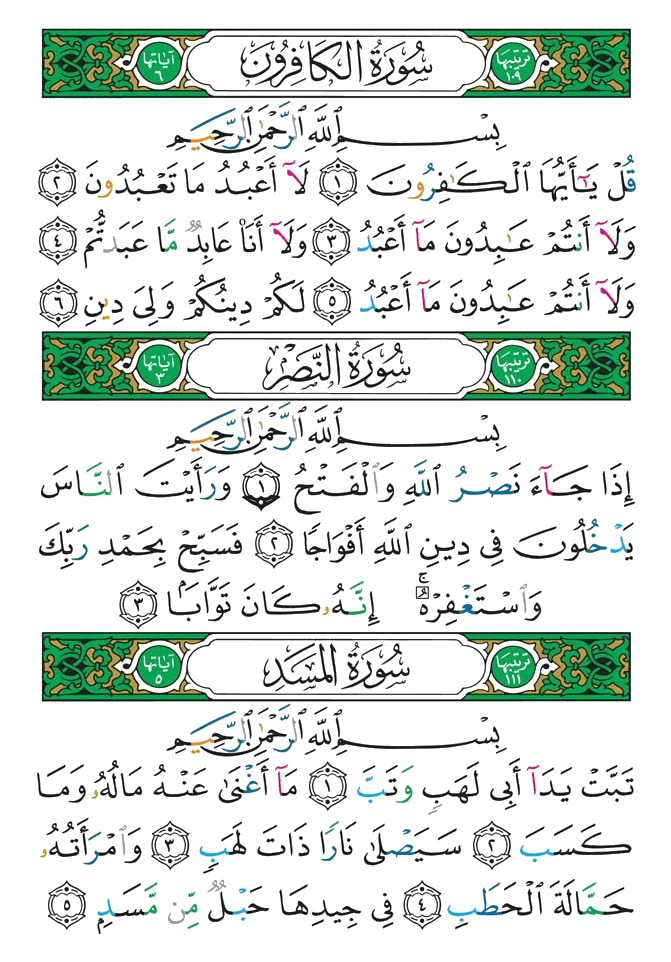 ترتيبها ١٠٩ سُورَةُ الكَافِرُونَ آياتها ٦
بِسْمِ ٱللَّهِ ٱلرَّحْمَٰنِ ٱلرَّحِيمِ
قُلْ يَٰٓأَيُّهَا ٱلْكَٰفِرُونَ ١ لَآ أَعْبُدُ مَا تَعْبُدُونَ ٢
وَلَآ أَنتُمْ عَٰبِدُونَ مَآ أَعْبُدُ ٣ وَلَآ أَنَا۠ عَابِدٌ مَّا عَبَدتُّمْ ٤
وَلَآ أَنتُمْ عَٰبِدُونَ مَآ أَعْبُدُ ٥ لَكُمْ دِينُكُمْ وَلِىَ دِينِ ٦
ترتيبها ١١٠ سُورَةُ النَّصْرِ آياتها ٣
بِسْمِ ٱللَّهِ ٱلرَّحْمَٰنِ ٱلرَّحِيمِ
إِذَا جَآءَ نَصْرُ ٱللَّهِ وَٱلْفَتْحُ ١ وَرَأَيْتَ ٱلنَّاسَ
يَدْخُلُونَ فِى دِينِ ٱللَّهِ أَفْوَاجًا ٢ فَسَبِّحْ بِحَمْدِ رَبِّكَ
وَٱسْتَغْفِرْهُ ۚ إِنَّهُۥ كَانَ تَوَّابًۢا ٣
ترتيبها ١١١ سُورَةُ المَسَدِ آياتها ٥
بِسْمِ ٱللَّهِ ٱلرَّحْمَٰنِ ٱلرَّحِيمِ
تَبَّتْ يَدَآ أَبِى لَهَبٍ وَتَبَّ ١ مَآ أَغْنَىٰ عَنْهُ مَالُهُۥ وَمَا
كَسَبَ ٢ سَيَصْلَىٰ نَارًا ذَاتَ لَهَبٍ ٣ وَٱمْرَأَتُهُۥ
حَمَّالَةَ ٱلْحَطَبِ ٤ فِى جِيدِهَا حَبْلٌ مِّن مَّسَدٍۭ ٥